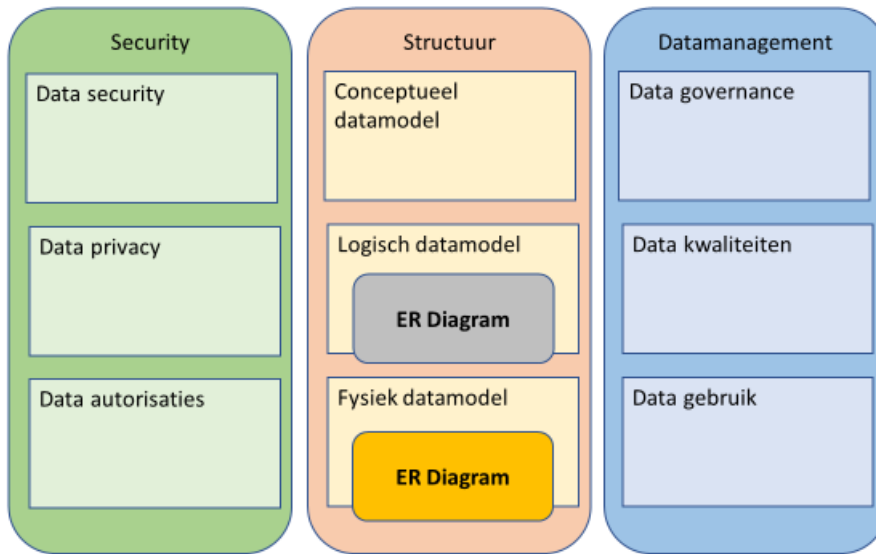 Security
Data security
Data privacy
Data autorisaties
Structuur
Conceptueel
datamodel
Logisch datamodel
ER Diagram
Fysiek datamodel
ER Diagram
Datamanagement
Data governance
Data kwaliteiten
Data gebruik